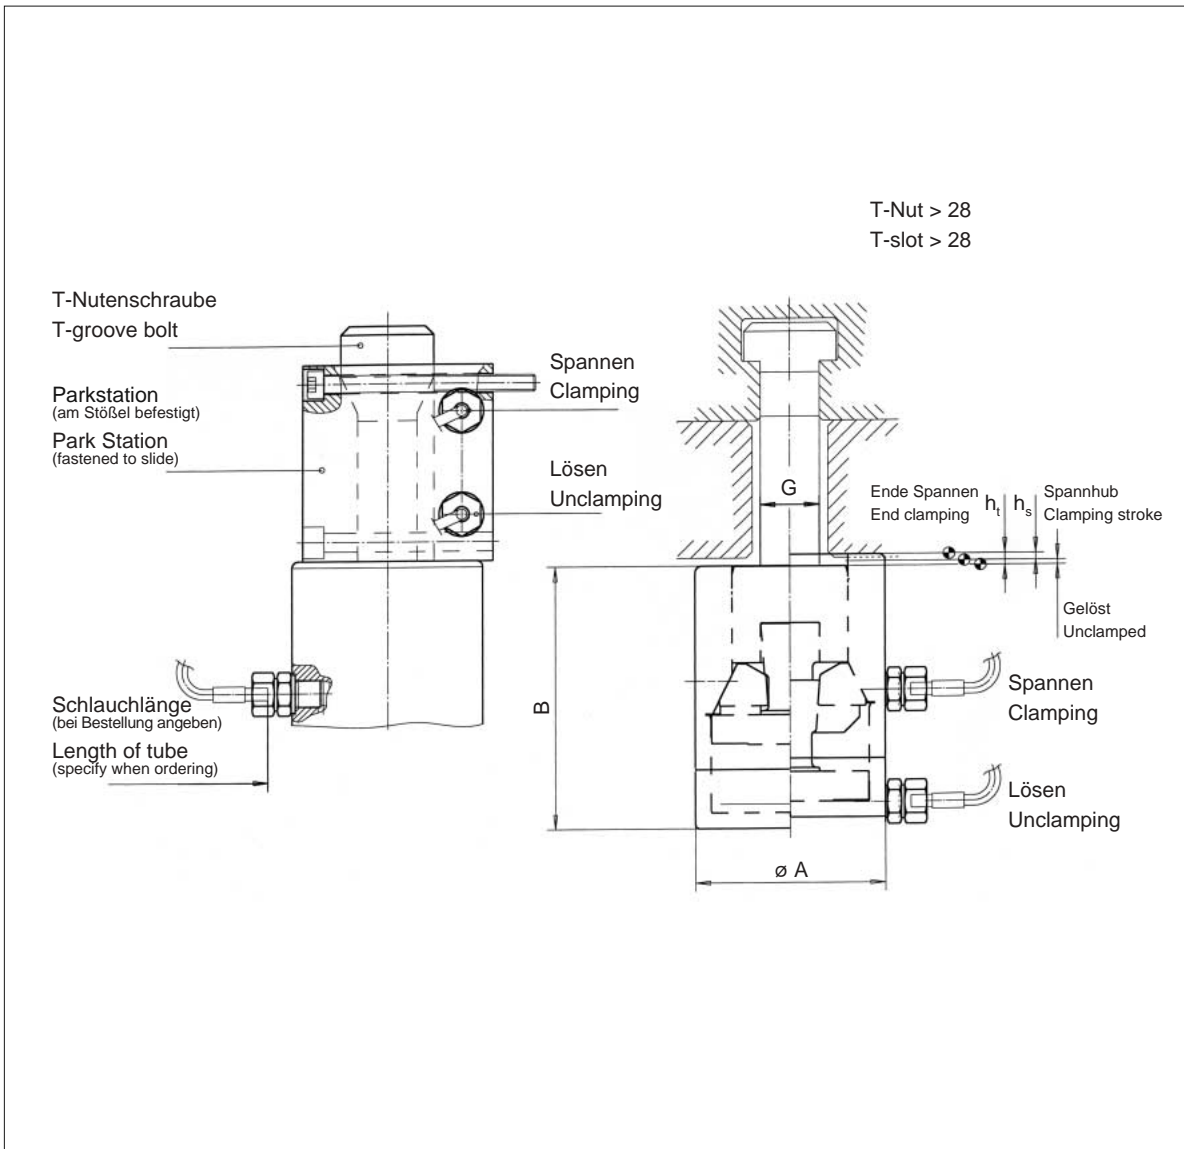 T-Nut > 28
T-slot > 28
T-Nutenschraube
T-groove bolt
Parkstation
(am Stößel befestigt)
Park Station
(fastened to slide)
Spannen
Clamping
Lösen
Unclamping
Schlauchlänge
(bei Bestellung angeben)
Length of tube
(specify when ordering)
G
Ende Spannen
End clamping
ht
hs
Spannhub
Clamping stroke
Gelöst
Unclamped
B
Spannen
Clamping
Lösen
Unclamping
ø A